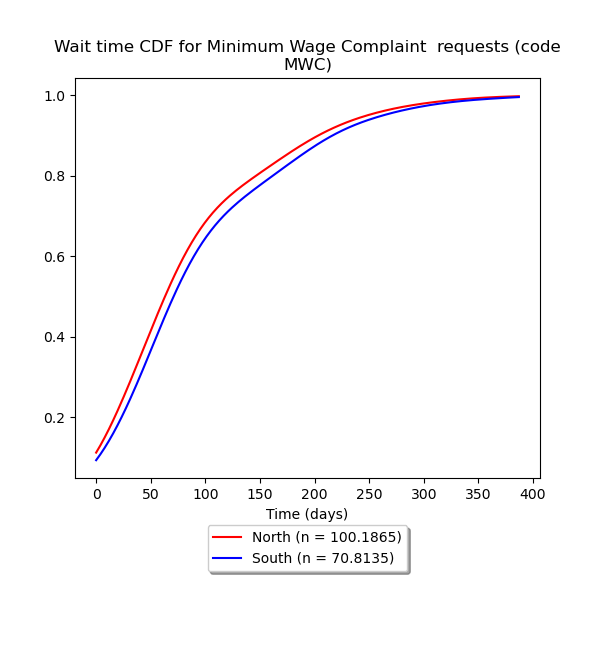 Wait time CDF for Minimum Wage Complaint  requests (code
MWC)
1.0
0.8
0.6
0.4
0.2
0 50 100 150 200 250 300 350 400
Time (days)
North (n = 100.1865)
South (n = 70.8135)